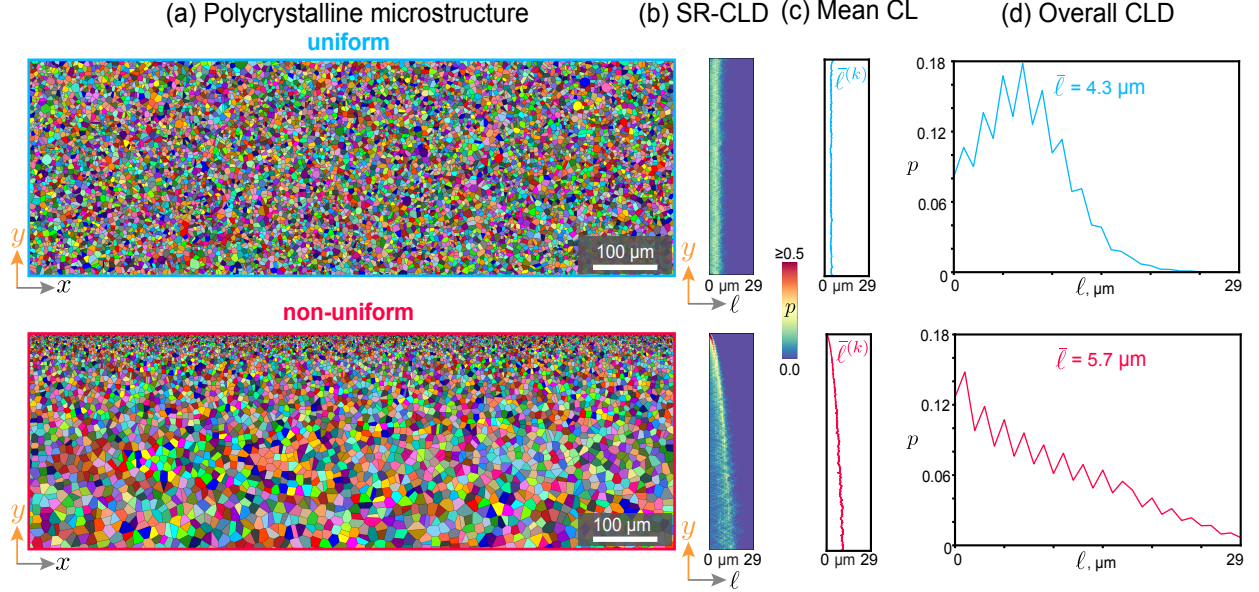 (a) Polycrystalline microstructure
(b) SR-CLD
(c) Mean CL
(d) Overall CLD
uniform
100 µm
y
x
y
0 µm 29
ℓ
≥0.5
p
0.0
ℓ̅⁽ᵏ⁾
0 µm 29
0.18
0.12
p
0.06
0
ℓ̅ = 4.3 µm
0
29
ℓ, µm
non-uniform
100 µm
y
x
y
0 µm 29
ℓ
ℓ̅⁽ᵏ⁾
0 µm 29
0.18
0.12
p
0.06
0
ℓ̅ = 5.7 µm
0
29
ℓ, µm